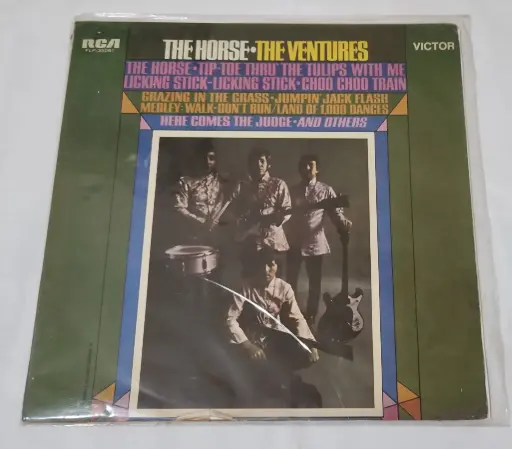 RCA
VICTOR
THE HORSE • THE VENTURES
THE HORSE • TIP-TOE THRU' THE TULIPS WITH ME
LICKING STICK-LICKING STICK • CHOO CHOO TRAIN
GRAZING IN THE GRASS • JUMPIN' JACK FLASH
MEDLEY: WALK-DON'T RUN/LAND OF 1,000 DANCES
HERE COMES THE JUDGE • AND OTHERS